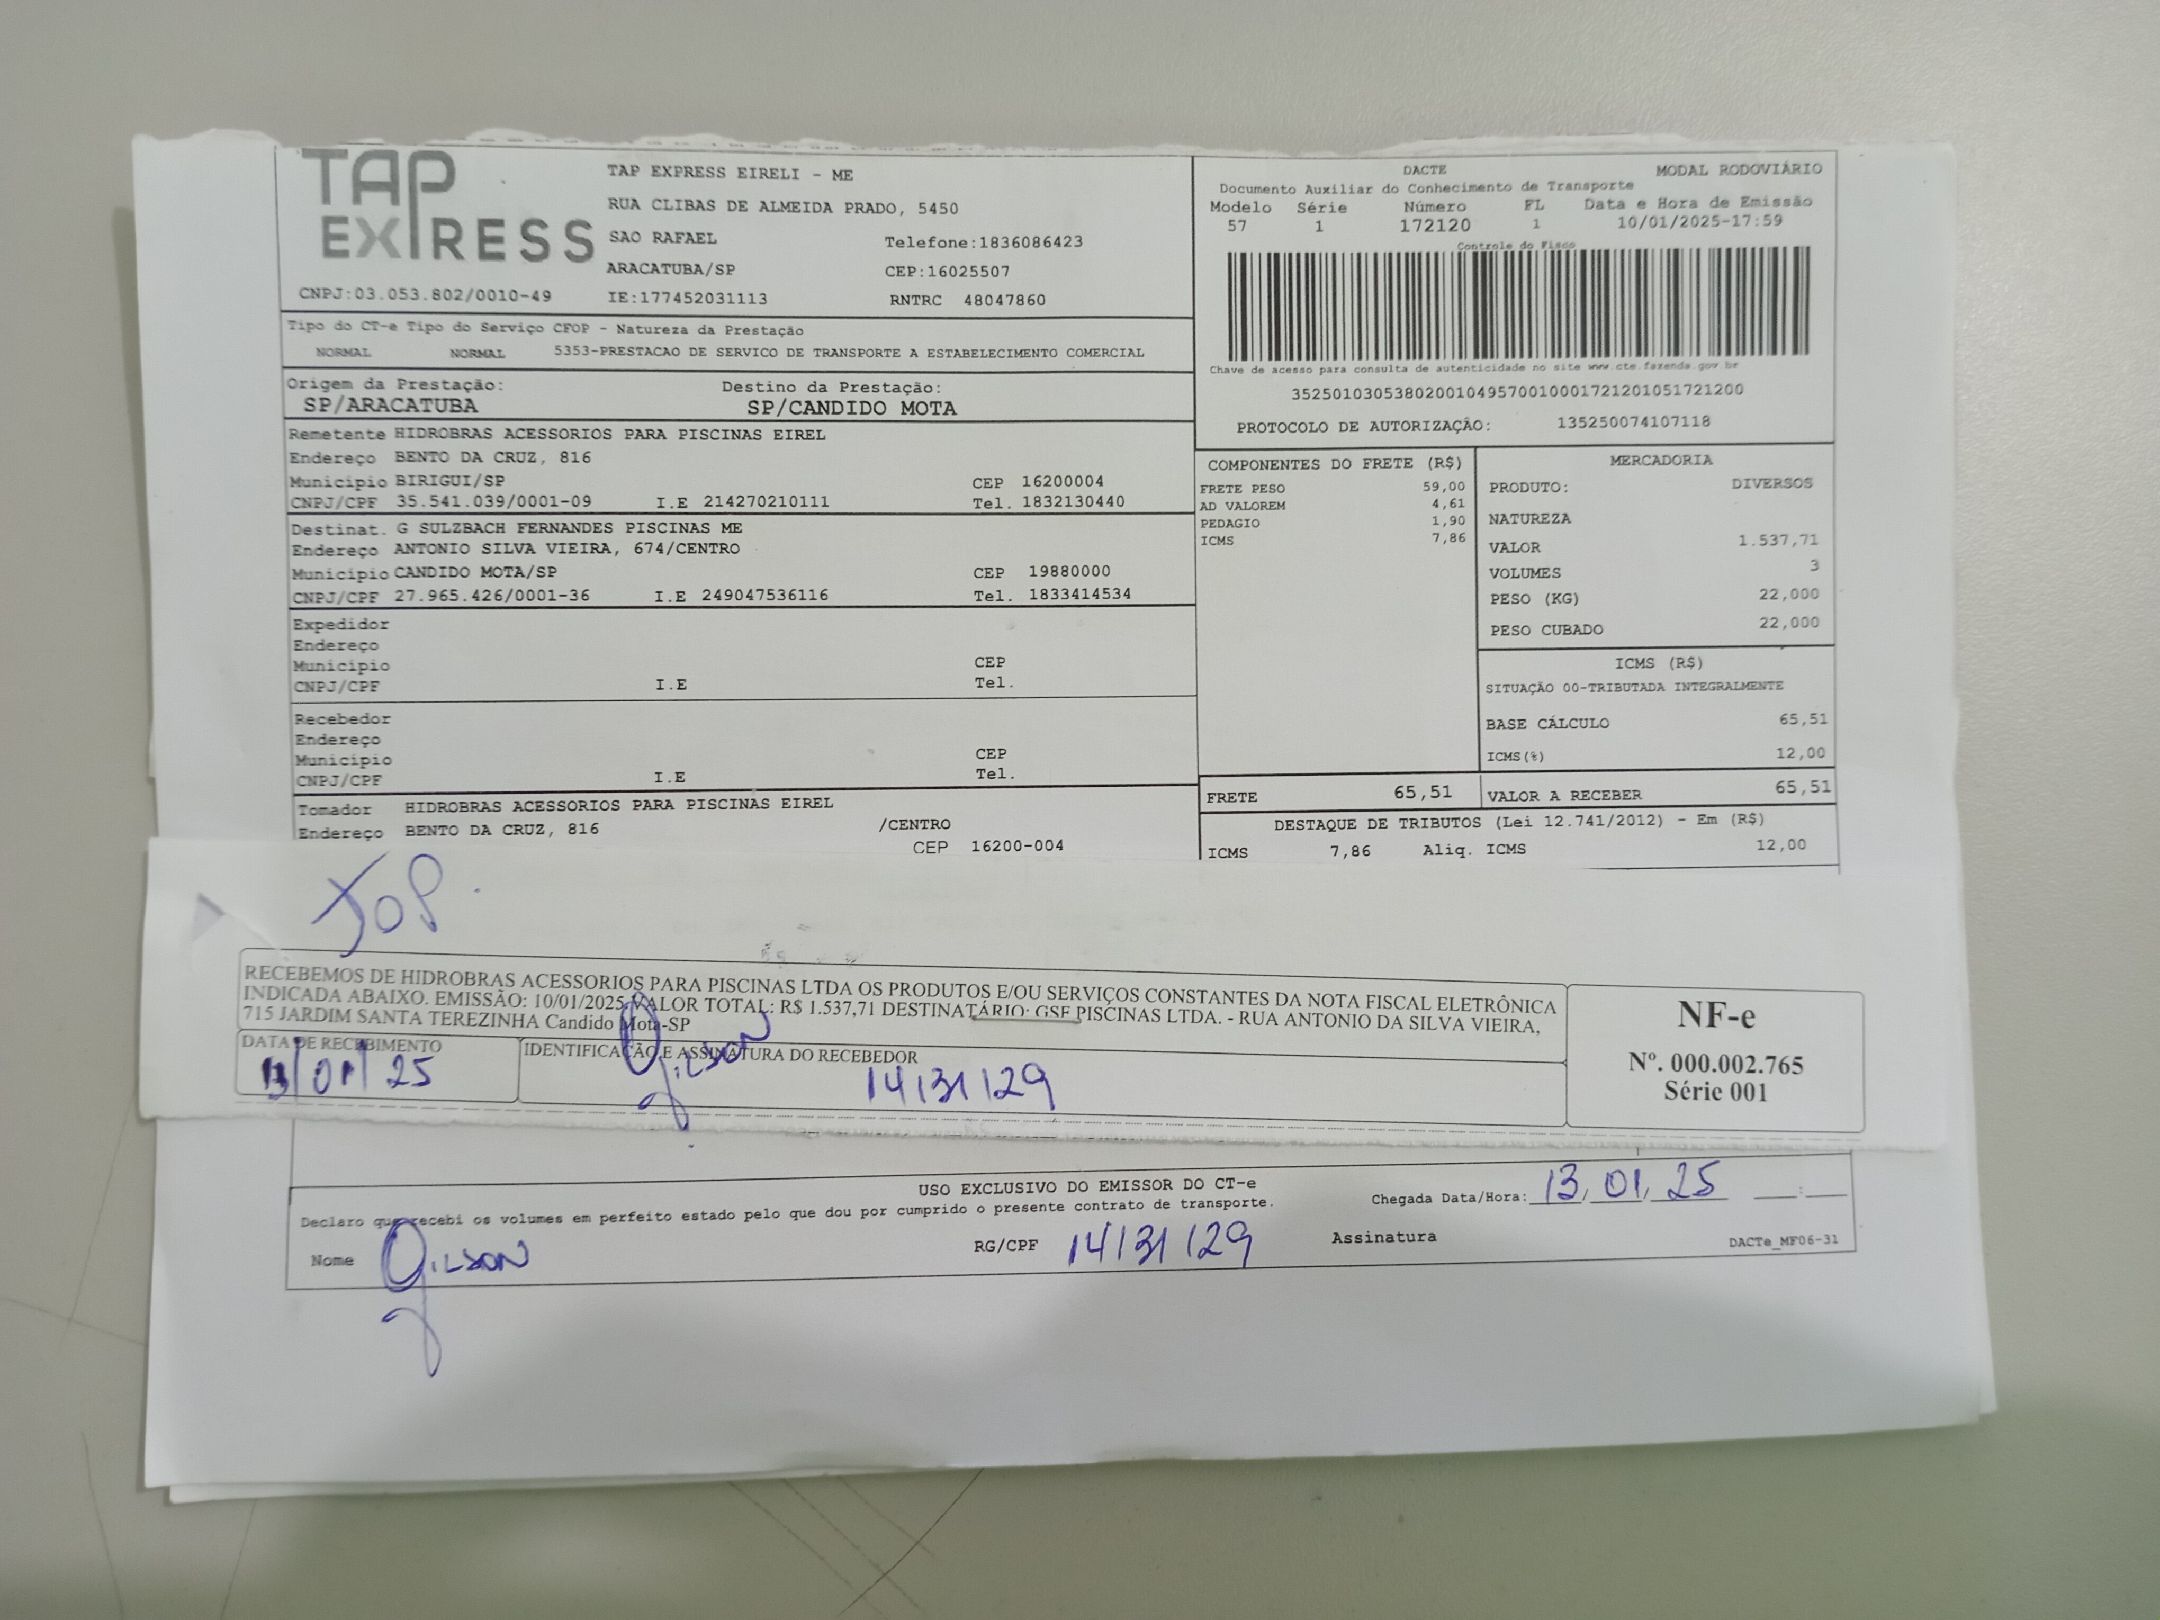 TAP
EXPRESS
TAP EXPRESS EIRELI - ME
RUA CLIBAS DE ALMEIDA PRADO, 5450
SAO RAFAEL Telefone:1836086423
ARACATUBA/SP CEP:16025507
CNPJ:03.053.802/0010-49 IE:177452031113 RNTRC 48047860
DACTE MODAL RODOVIÁRIO
Documento Auxiliar do Conhecimento de Transporte
Modelo Série Número FL Data e Hora de Emissão
57 1 172120 1 10/01/2025-17:59
Controle do Fisco
Chave de acesso para consulta de autenticidade no site www.cte.fazenda.gov.br
35250103053802001049570010001721201051721200
PROTOCOLO DE AUTORIZAÇÃO: 135250074107118
Tipo do CT-e Tipo do Serviço CFOP - Natureza da Prestação
NORMAL NORMAL 5353-PRESTACAO DE SERVICO DE TRANSPORTE A ESTABELECIMENTO COMERCIAL
Origem da Prestação: Destino da Prestação:
SP/ARACATUBA SP/CANDIDO MOTA
Remetente HIDROBRAS ACESSORIOS PARA PISCINAS EIREL
Endereço BENTO DA CRUZ, 816
Município BIRIGUI/SP CEP 16200004
CNPJ/CPF 35.541.039/0001-09 I.E 214270210111 Tel. 1832130440
Destinat. G SULZBACH FERNANDES PISCINAS ME
Endereço ANTONIO SILVA VIEIRA, 674/CENTRO
Município CANDIDO MOTA/SP CEP 19880000
CNPJ/CPF 27.965.426/0001-36 I.E 249047536116 Tel. 1833414534
Expedidor
Endereço
Município CEP
CNPJ/CPF I.E Tel.
Recebedor
Endereço
Município CEP
CNPJ/CPF I.E Tel.
Tomador HIDROBRAS ACESSORIOS PARA PISCINAS EIREL
Endereço BENTO DA CRUZ, 816 /CENTRO
CEP 16200-004
COMPONENTES DO FRETE (R$)
FRETE PESO 59,00
AD VALOREM 4,61
PEDAGIO 1,90
ICMS 7,86
MERCADORIA
PRODUTO: DIVERSOS
NATUREZA
VALOR 1.537,71
VOLUMES 3
PESO (KG) 22,000
PESO CUBADO 22,000
ICMS (R$)
SITUAÇÃO 00-TRIBUTADA INTEGRALMENTE
BASE CÁLCULO 65,51
ICMS(%) 12,00
FRETE 65,51 VALOR A RECEBER 65,51
DESTAQUE DE TRIBUTOS (Lei 12.741/2012) - Em (R$)
ICMS 7,86 Aliq. ICMS 12,00
RECEBEMOS DE HIDROBRAS ACESSORIOS PARA PISCINAS LTDA OS PRODUTOS E/OU SERVIÇOS CONSTANTES DA NOTA FISCAL ELETRÔNICA
INDICADA ABAIXO. EMISSÃO: 10/01/2025 VALOR TOTAL: R$ 1.537,71 DESTINATÁRIO: GSF PISCINAS LTDA. - RUA ANTONIO DA SILVA VIEIRA,
715 JARDIM SANTA TEREZINHA Candido Mota-SP
DATA DE RECEBIMENTO IDENTIFICAÇÃO E ASSINATURA DO RECEBEDOR
13/01/25 Gilson 14131129
NF-e
Nº. 000.002.765
Série 001
USO EXCLUSIVO DO EMISSOR DO CT-e
Declaro que recebi os volumes em perfeito estado pelo que dou por cumprido o presente contrato de transporte.
Chegada Data/Hora: 13, 01, 25 __:__
Nome Gilson RG/CPF 14131129 Assinatura
DACTe_MF06-31